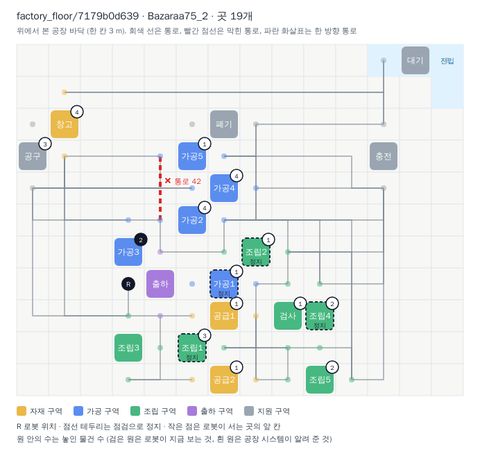 factory_floor/7179b0d639 · Bazaraa75_2 · 곳 19개
위에서 본 공장 바닥 (한 칸 3 m). 회색 선은 통로, 빨간 점선은 막힌 통로, 파란 화살표는 한 방향 통로
대기
전립
4
창고
폐기
3
공구
1
가공5
충전
✕ 통로 42
4
가공4
4
가공2
2
가공3
1
조립2
정지
R
출하
1
가공1
정지
1
공급1
1
검사
2
조립4
정지
조립3
3
조립1
정지
1
공급2
2
조립5
자재 구역
가공 구역
조립 구역
출하 구역
지원 구역
R 로봇 위치 · 점선 테두리는 점검으로 정지 · 작은 점은 로봇이 서는 곳의 앞 칸
원 안의 수는 놓인 물건 수 (검은 원은 로봇이 지금 보는 것, 흰 원은 공장 시스템이 알려 준 것)